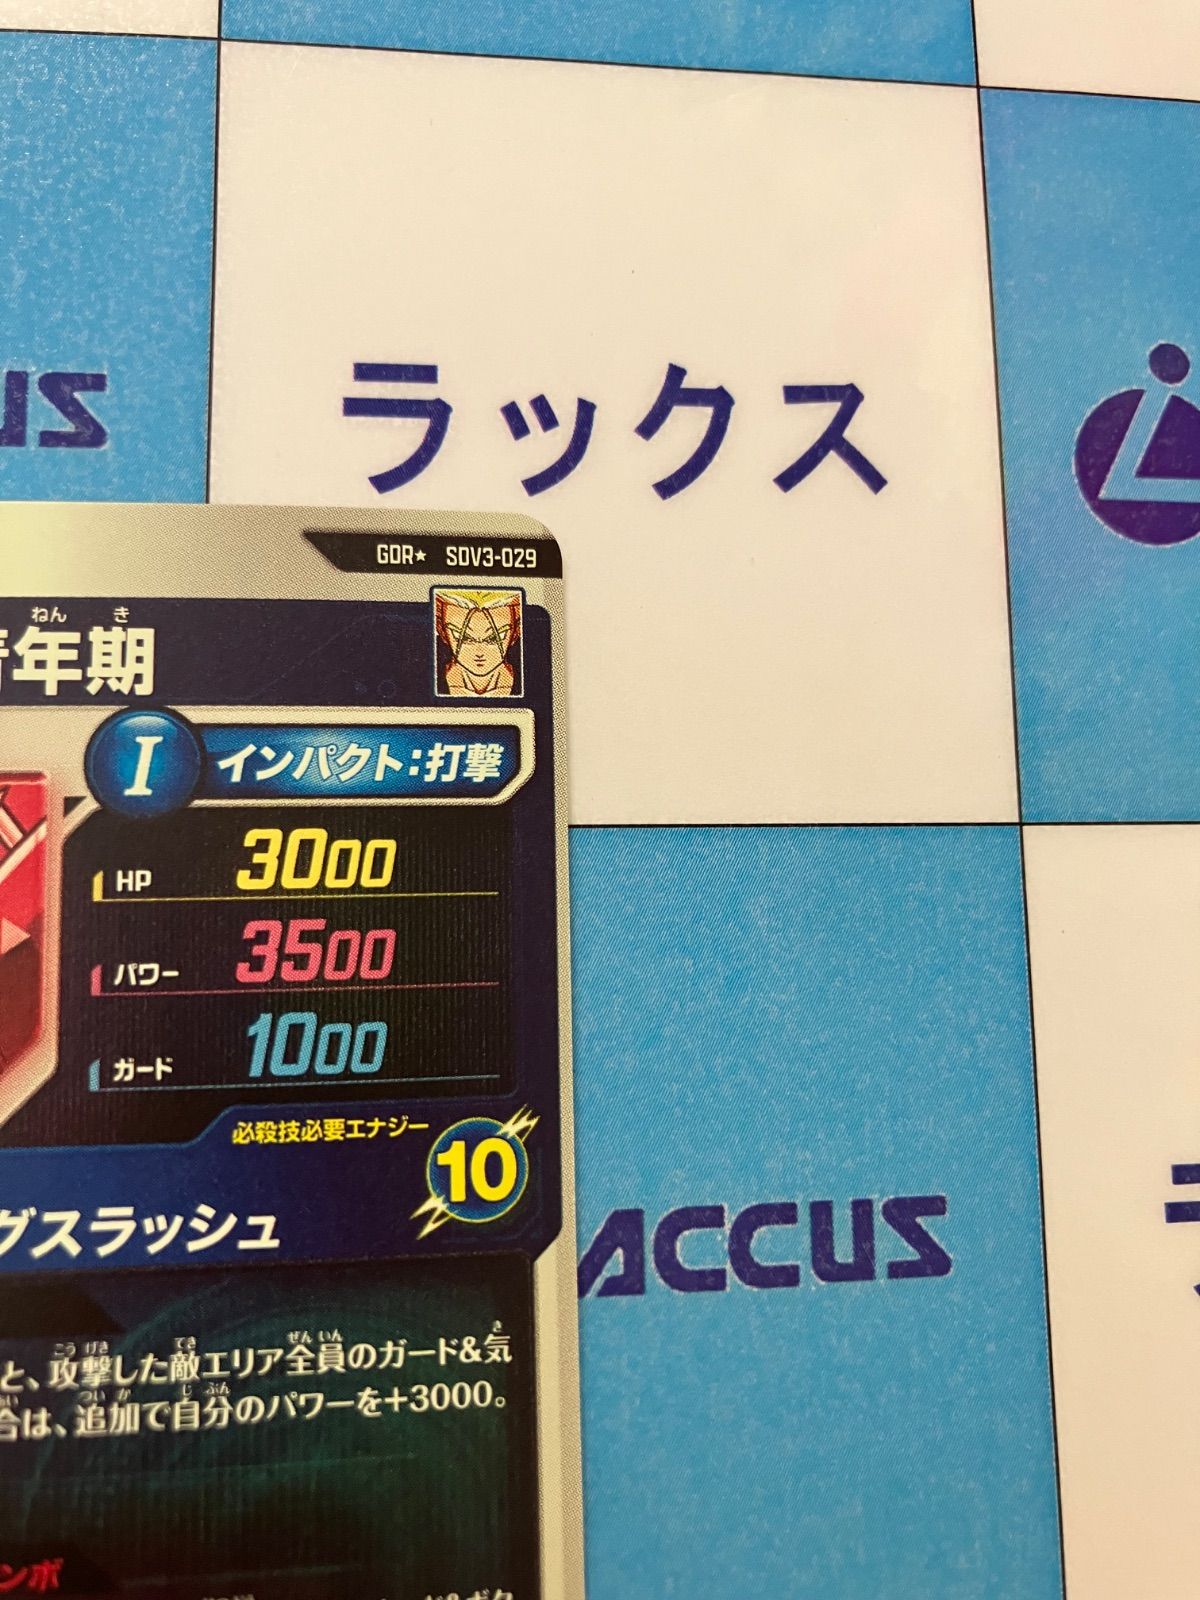 ラックス
GDR★ SDV3-029
年期
ねん き
I インパクト:打撃
HP 3000
パワー 3500
ガード 1000
必殺技必要エナジー
10
グスラッシュ
ACCUS
こうげき てき ぜんいん き
と、攻撃した敵エリア全員のガード&気
ついか じぶん
合は、追加で自分のパワーを+3000。
ンボ